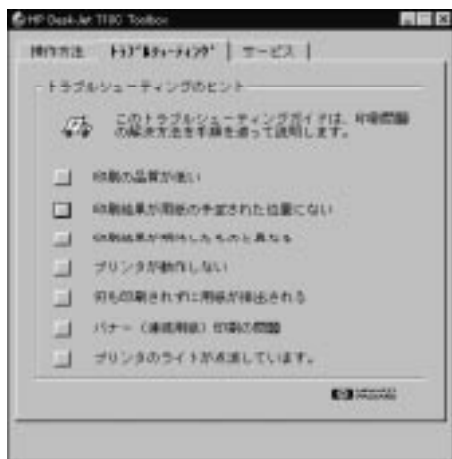 HP DeskJet 1100 Toolbox
操作方法
トラブルシューティング
サービス
トラブルシューティングのヒント
このトラブルシューティングガイドは、印刷問題
の解決方法を手順を追って説明します。
印刷の品質が低い
印刷結果が用紙の予定された位置にない
印刷結果が期待したものと異なる
プリンタが動作しない
何も印刷されずに用紙が排出される
バナー（連続用紙）印刷の問題
プリンタのライトが点滅しています。